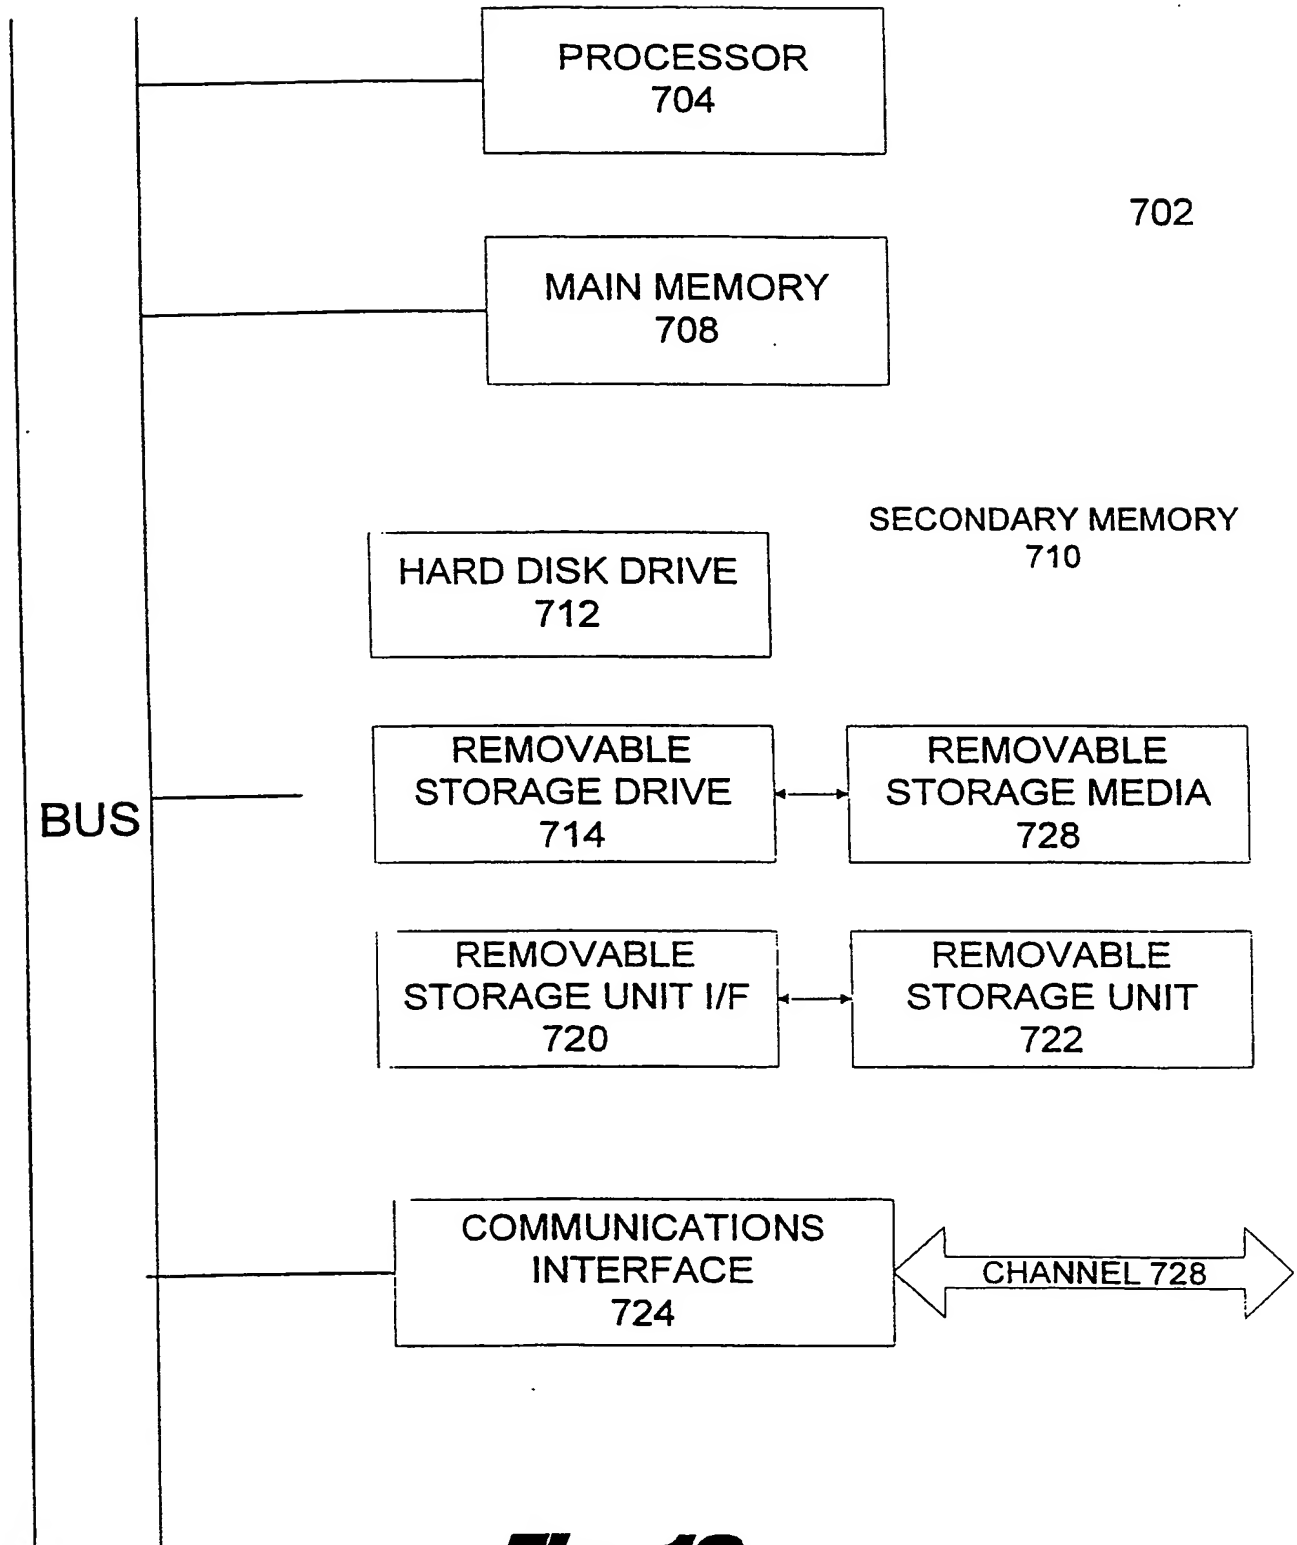 PROCESSOR
704
702
MAIN MEMORY
708
SECONDARY MEMORY
710
HARD DISK DRIVE
712
BUS
REMOVABLE
STORAGE DRIVE
714
REMOVABLE
STORAGE MEDIA
728
REMOVABLE
STORAGE UNIT I/F
720
REMOVABLE
STORAGE UNIT
722
COMMUNICATIONS
INTERFACE
724
CHANNEL 728